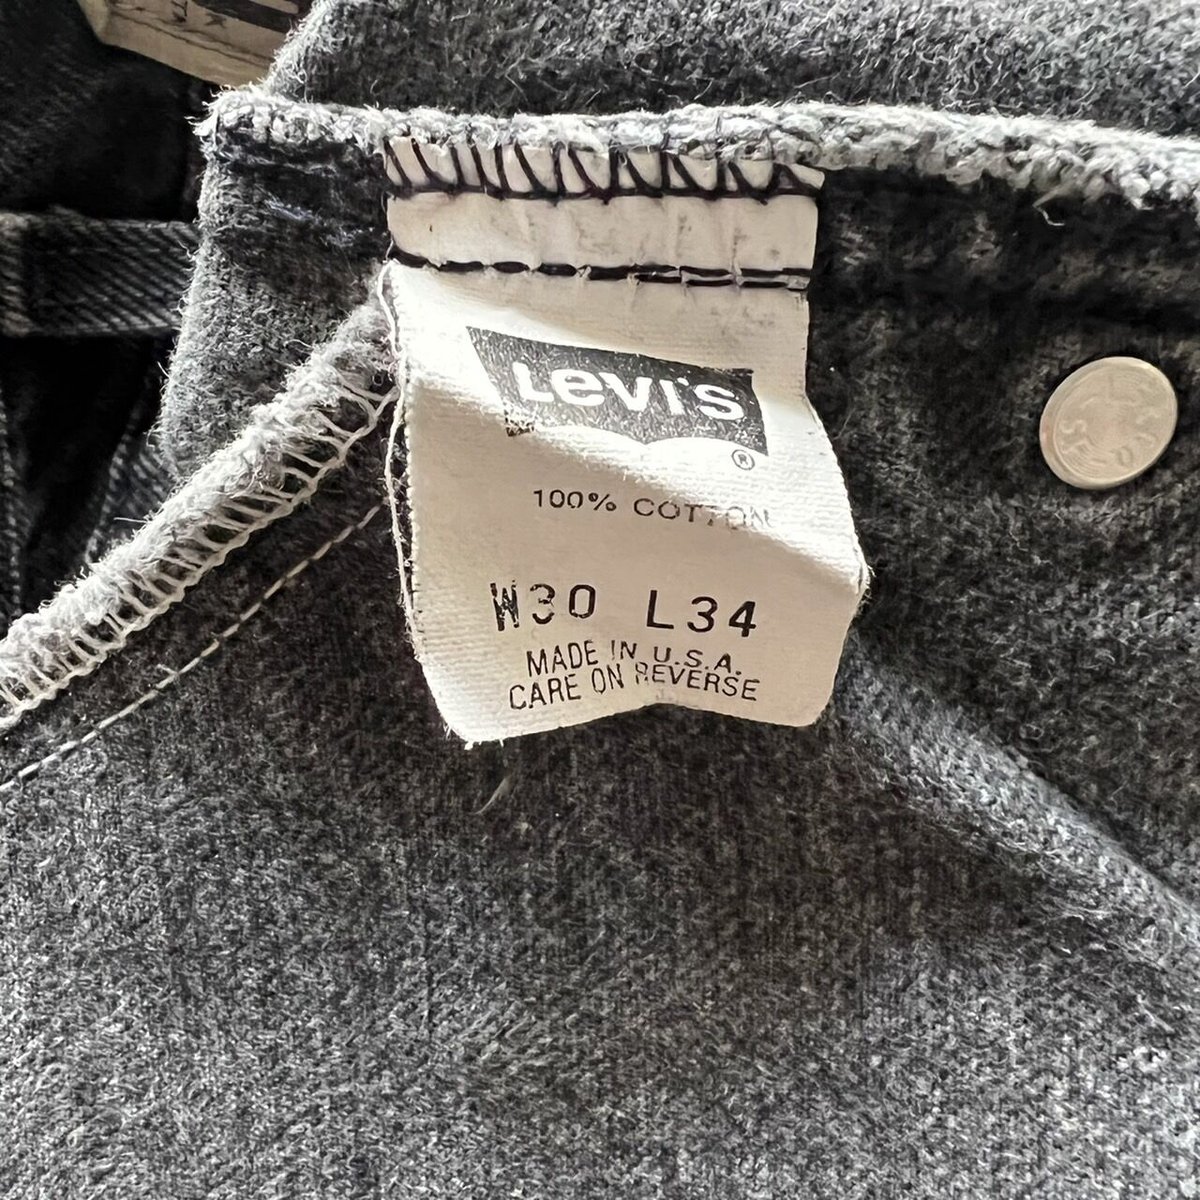 Levi's
®
100% COTTON
W30 L34
MADE IN U.S.A.
CARE ON REVERSE